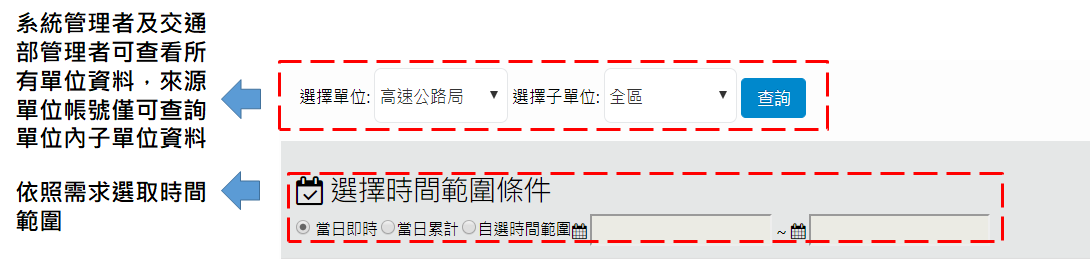 系統管理者及交通
部管理者可查看所
有單位資料，來源
單位帳號僅可查詢
單位內子單位資料
選擇單位: 高速公路局 選擇子單位: 全區 查詢
依照需求選取時間
範圍
選擇時間範圍條件
當日即時 當日累計 自選時間範圍 ~